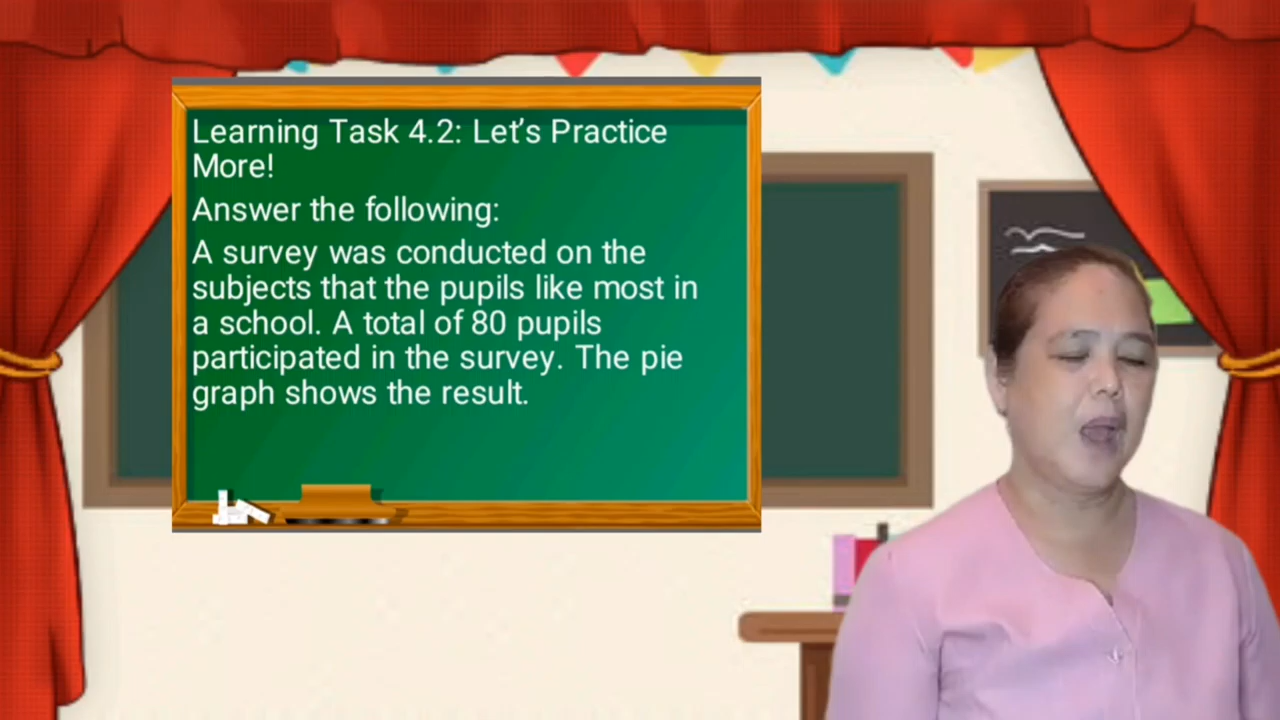 Learning Task 4.2: Let's Practice
More!
Answer the following:
A survey was conducted on the
subjects that the pupils like most in
a school. A total of 80 pupils
participated in the survey. The pie
graph shows the result.